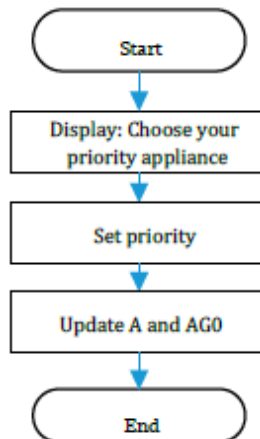 Start
Display: Choose your
priority appliance
Set priority
Update A and AG0
End